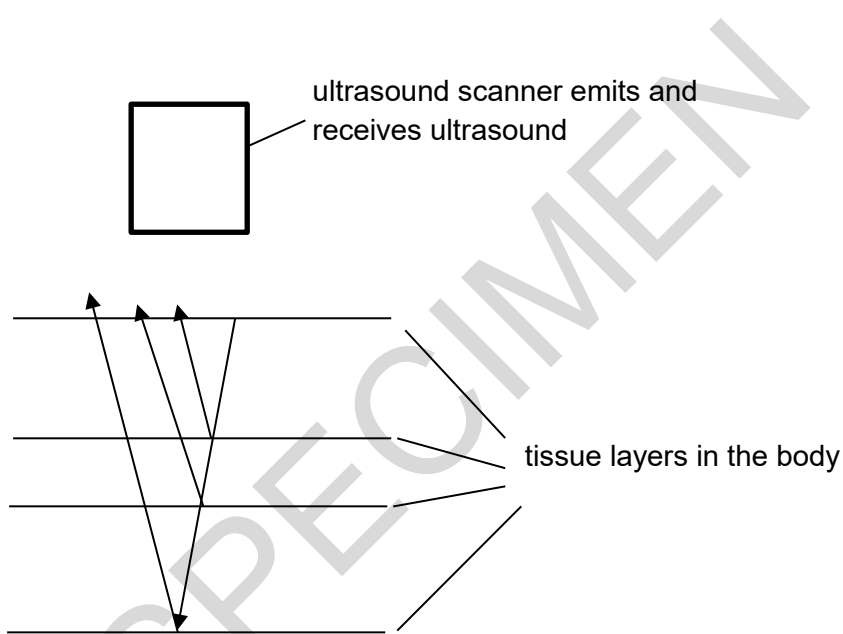 ultrasound scanner emits and
receives ultrasound
tissue layers in the body
SPECIMEN